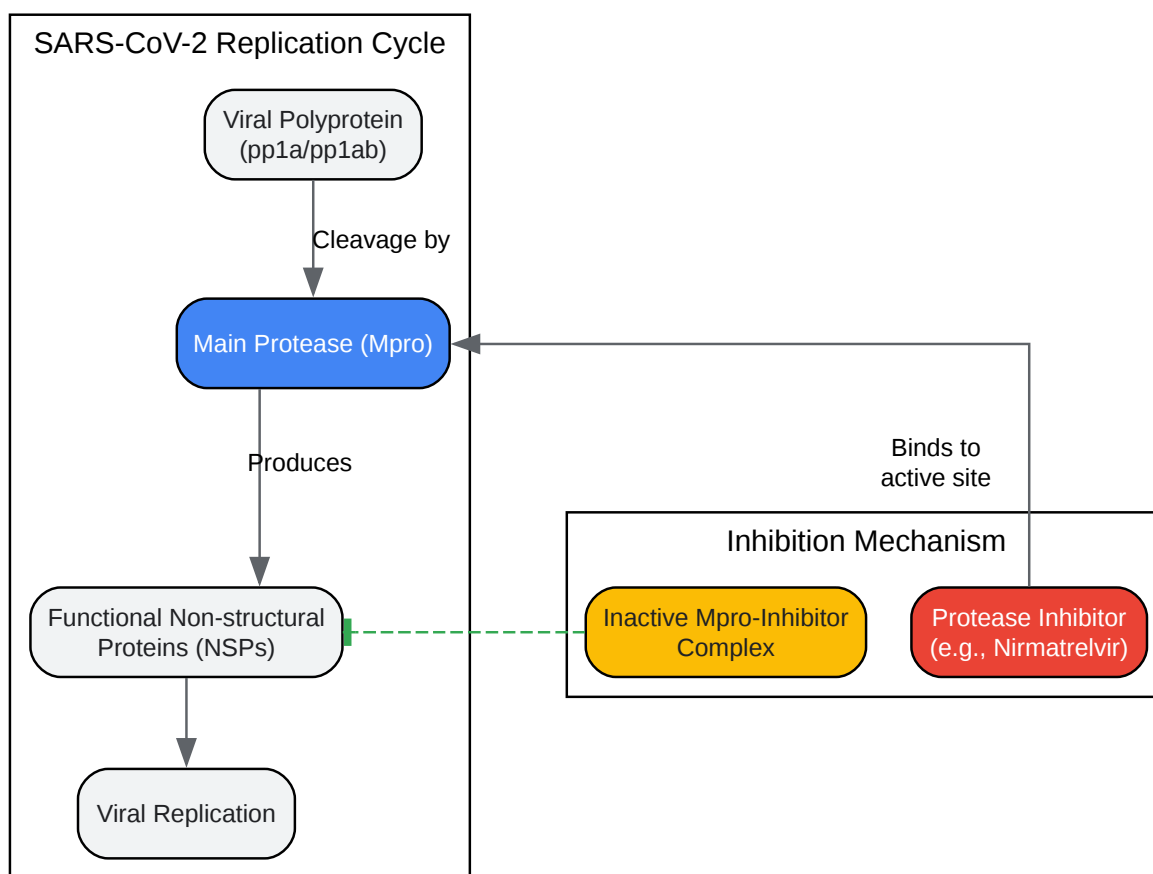 SARS-CoV-2 Replication Cycle
Viral Polyprotein
(pp1a/pp1ab)
Cleavage by
Main Protease (Mpro)
Produces
Binds to
active site
Inhibition Mechanism
Functional Non-structural
Proteins (NSPs)
Inactive Mpro-Inhibitor
Complex
Protease Inhibitor
(e.g., Nirmatrelvir)
Viral Replication